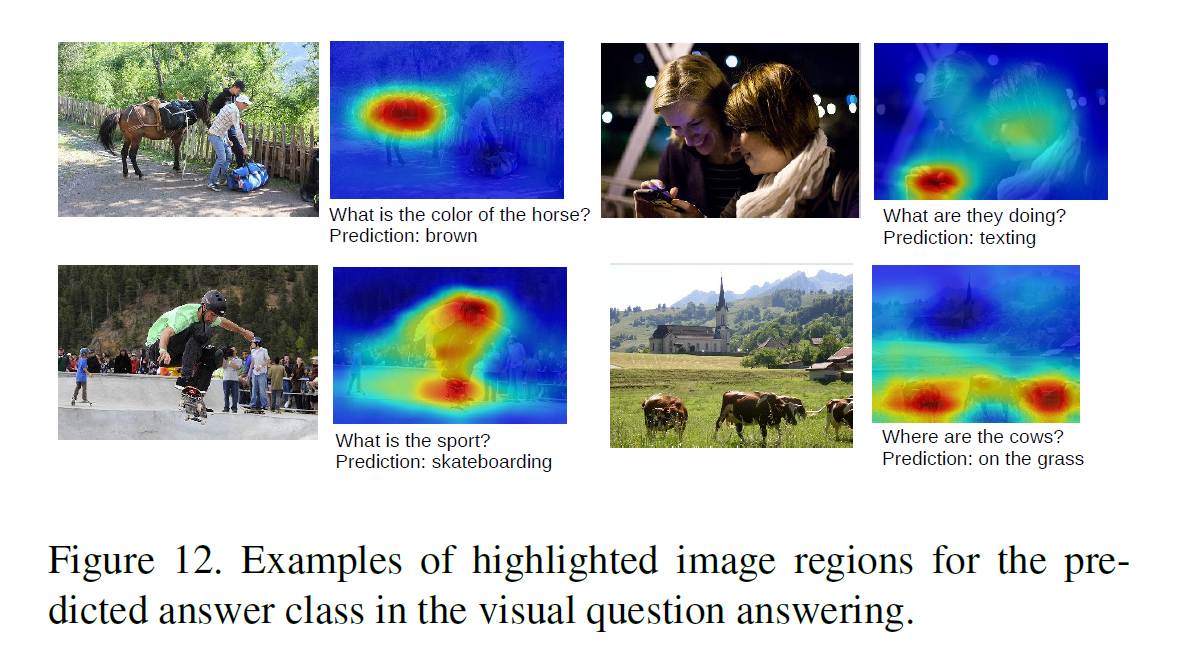 What is the color of the horse?
Prediction: brown
What are they doing?
Prediction: texting
What is the sport?
Prediction: skateboarding
Where are the cows?
Prediction: on the grass
Figure 12. Examples of highlighted image regions for the pre-
dicted answer class in the visual question answering.